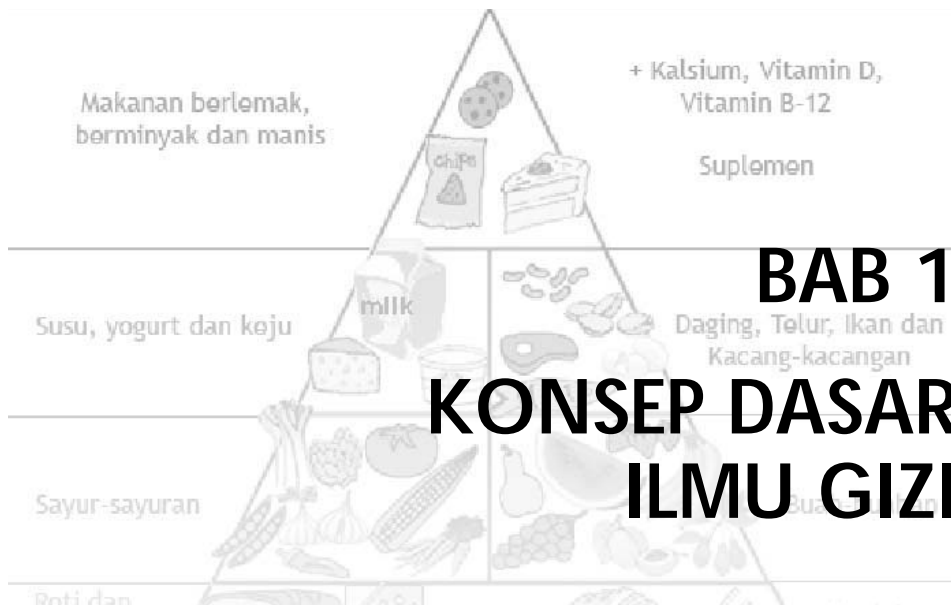 Makanan berlemak,
berminyak dan manis
+ Kalsium, Vitamin D,
Vitamin B-12
Suplemen
chips
BAB 1
milk
Susu, yogurt dan keju
Daging, Telur, Ikan dan
Kacang-kacangan
KONSEP DASAR
ILMU GIZI
Sayur-sayuran
Roti dan